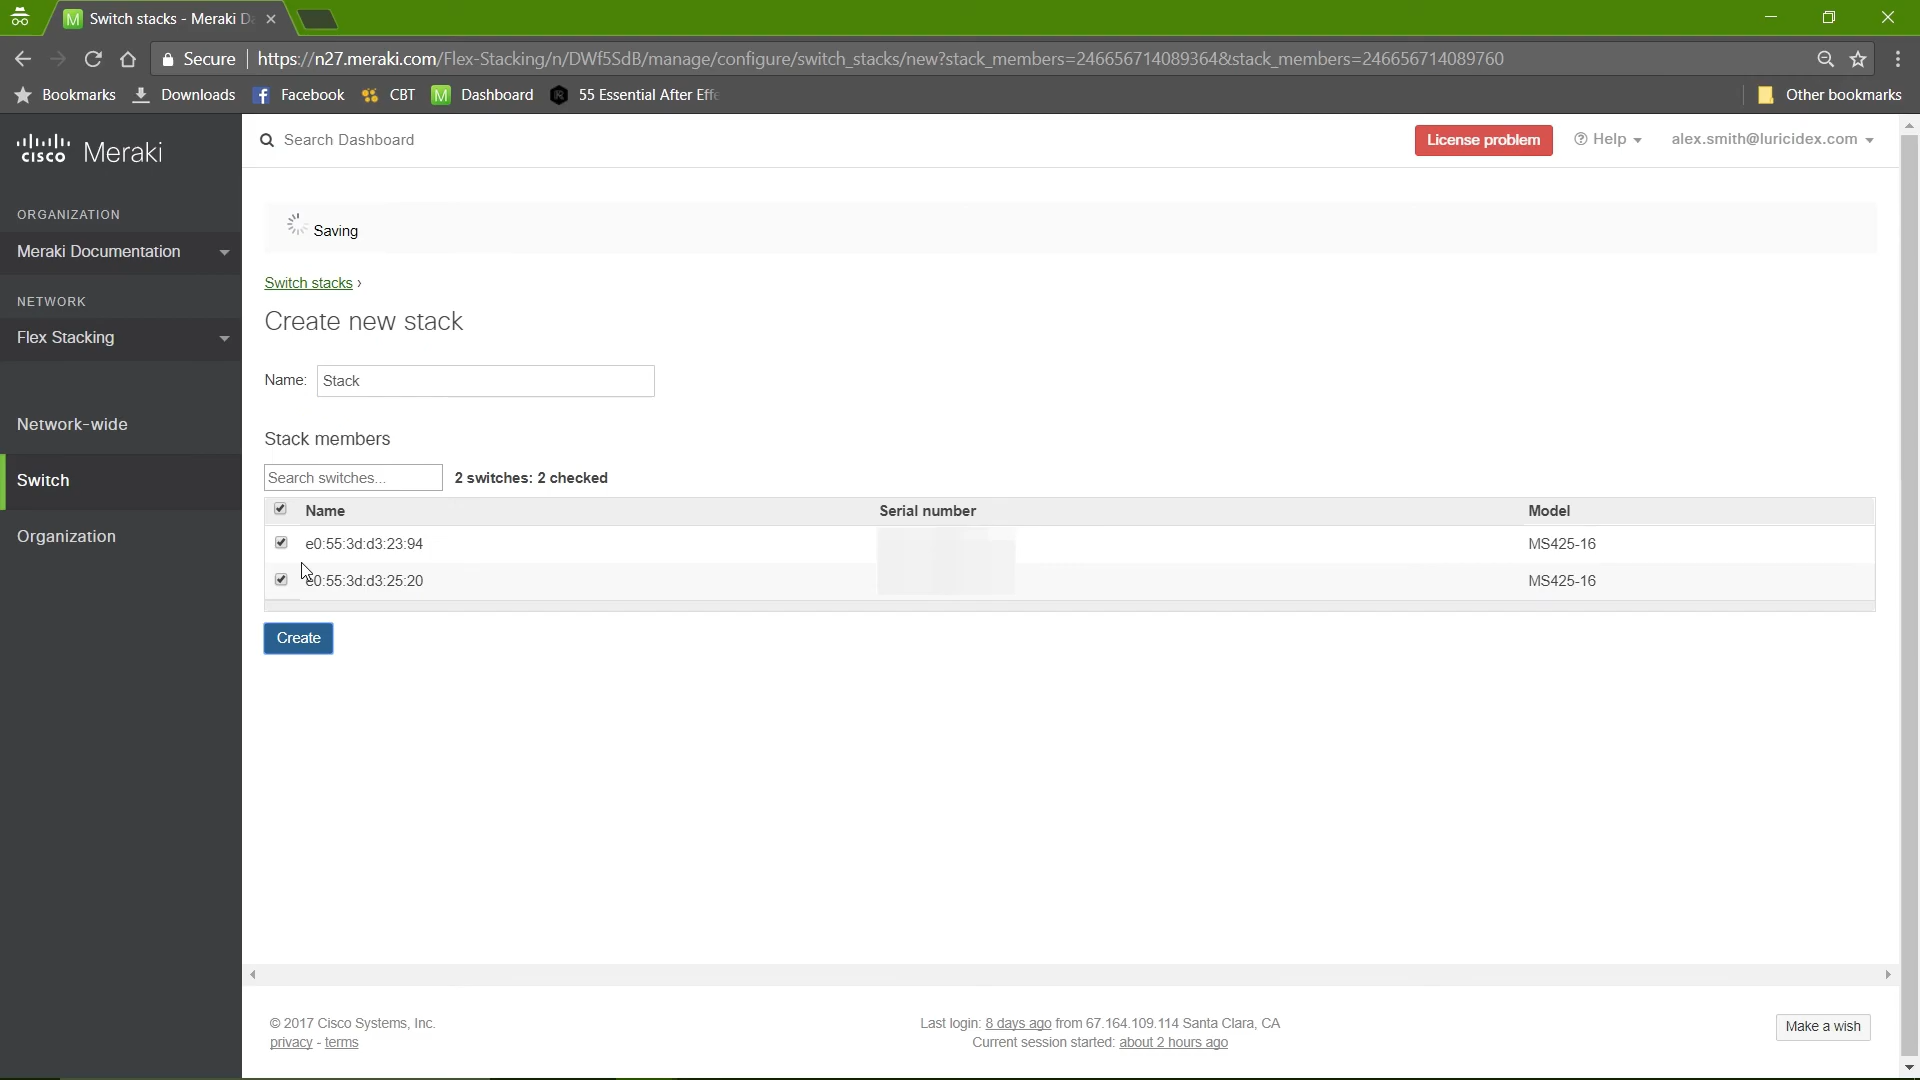 Switch stacks - Meraki Da
Secure
https://n27.meraki.com/Flex-Stacking/n/DWf5SdB/manage/configure/switch_stacks/new?stack_members=246656714089364&stack_members=246656714089760
Bookmarks
Downloads
Facebook
CBT
Dashboard
55 Essential After Effe
Other bookmarks
cisco Meraki
Search Dashboard
License problem
Help
alex.smith@luricidex.com
ORGANIZATION
Meraki Documentation
NETWORK
Flex Stacking
Network-wide
Switch
Organization
Saving
Switch stacks ›
Create new stack
Name: Stack
Stack members
Search switches... 2 switches: 2 checked
Name Serial number Model
e0:55:3d:d3:23:94 MS425-16
e0:55:3d:d3:25:20 MS425-16
Create
© 2017 Cisco Systems, Inc.
privacy - terms
Last login: 8 days ago from 67.164.109.114 Santa Clara, CA
Current session started: about 2 hours ago
Make a wish